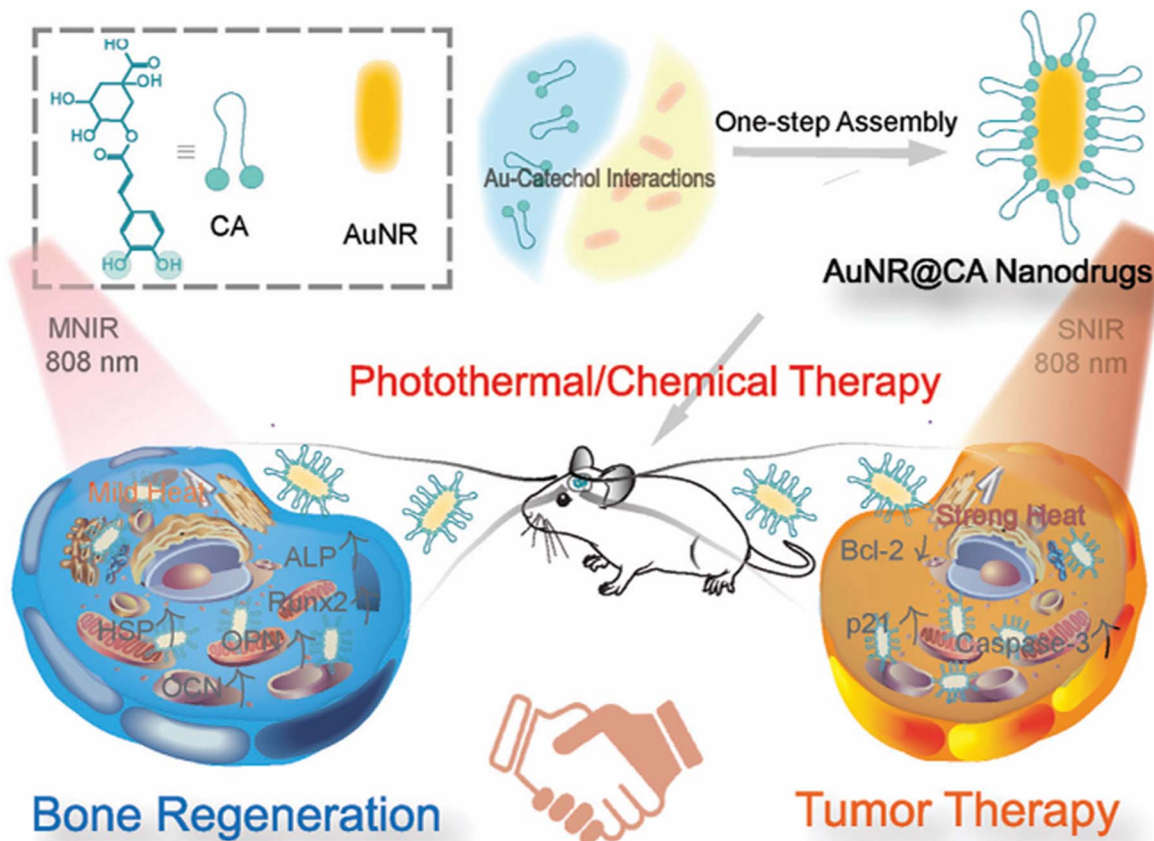 HO
O
OH
HO
HO
O
O
HO
OH
≡
CA
AuNR
Au-Catechol Interactions
One-step Assembly
AuNR@CA Nanodrugs
MNIR
808 nm
SNIR
808 nm
Photothermal/Chemical Therapy
Mild Heat
ALP
Runx2
HSP
OPN
OCN
Strong Heat
Bcl-2
p21
Caspase-3
Bone Regeneration
Tumor Therapy